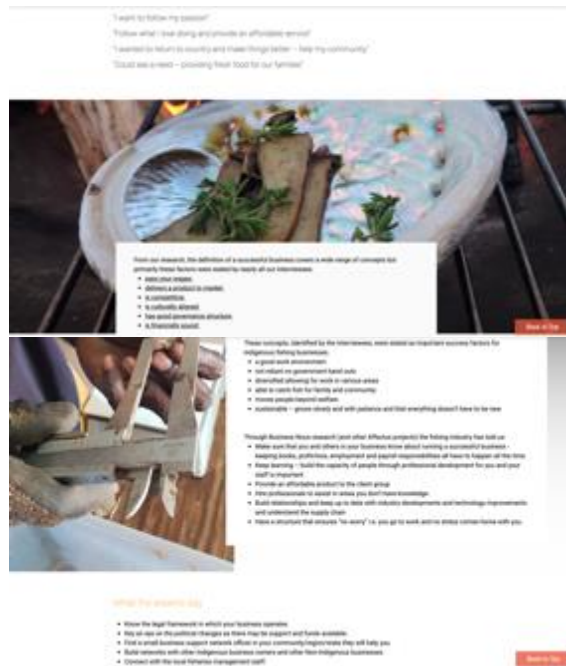 "I want to follow my passion"
"Follow what I love doing and provide an affordable service"
"I wanted to return to country and make things better – help my community"
"Could see a need – providing fresh food for our families"
From our research, the definition of a successful business covers a wide range of concepts but
primarily these factors were stated by nearly all our interviewees:
earn your wages
delivers a product to market
is competitive
is culturally aligned
has good governance structure
is financially sound
Back to Top
These concepts, identified by the interviewees, were stated as important success factors for
indigenous fishing businesses:
a good work environment
not reliant on government hand outs
diversified allowing for work in various areas
able to catch fish for family and community
moves people beyond welfare
sustainable – grows slowly and with patience and that everything doesn't have to be new
Through Business Nous research (and other Affectus projects) the fishing industry has told us:
Make sure that you and others in your business know about running a successful business -
keeping books, profit/loss, employment and payroll responsibilities all have to happen all the time
Keep learning – build the capacity of people through professional development for you and your
staff is important
Provide an affordable product to the client group
Hire professionals to assist in areas you don't have knowledge
Build relationships and keep up to date with industry developments and technology improvements
and understand the supply chain
Have a structure that ensures "no worry" i.e. you go to work and no stress comes home with you.
What the experts say
Know the legal framework in which your business operates
Keep an eye on the political changes as there may be support and funds available
Find a small business support network officer in your community/region/state they will help you
Build networks with other Indigenous business owners and other Non-Indigenous businesses
Connect with the local fisheries management staff
Back to Top